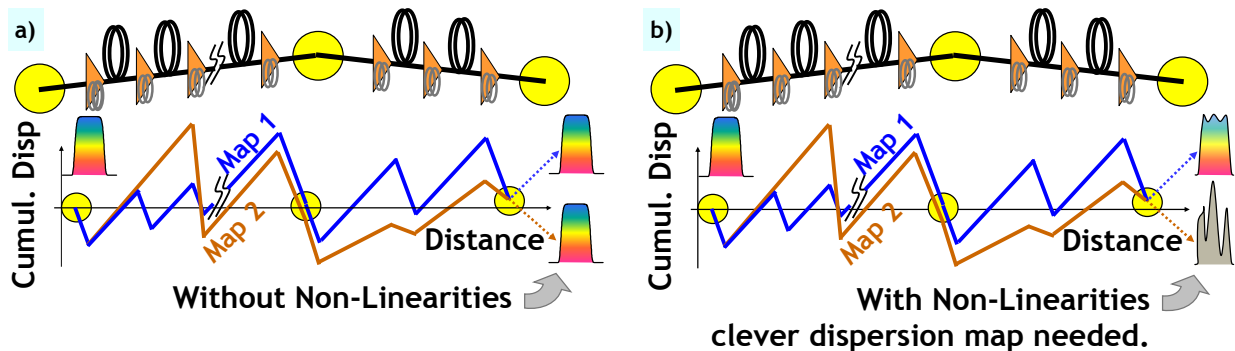 a)
Cumul. Disp
Map 1
Map 2
Distance
Without Non-Linearities
b)
Cumul. Disp
Map 1
Map 2
Distance
With Non-Linearities
clever dispersion map needed.